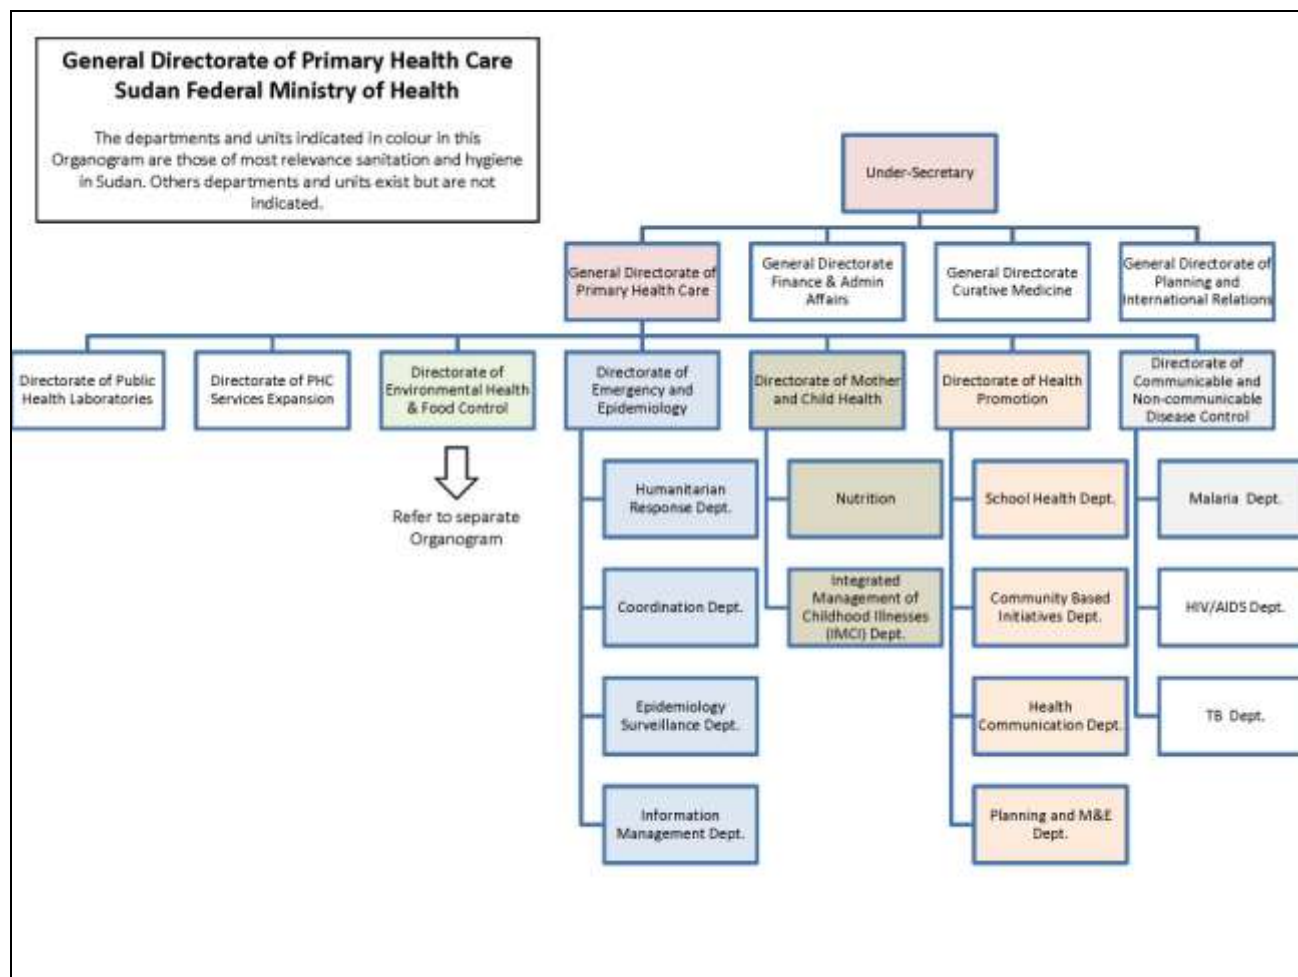 General Directorate of Primary Health Care
Sudan Federal Ministry of Health
The departments and units indicated in colour in this
Organogram are those of most relevance sanitation and hygiene
in Sudan. Others departments and units exist but are not
indicated.
Under-Secretary
General Directorate of
Primary Health Care
General Directorate
Finance & Admin
Affairs
General Directorate
Curative Medicine
General Directorate of
Planning and
International Relations
Directorate of Public
Health Laboratories
Directorate of PHC
Services Expansion
Directorate of
Environmental Health
& Food Control
Directorate of
Emergency and
Epidemiology
Directorate of Mother
and Child Health
Directorate of Health
Promotion
Directorate of
Communicable and
Non-communicable
Disease Control
Refer to separate
Organogram
Humanitarian
Response Dept.
Coordination Dept.
Epidemiology
Surveillance Dept.
Information
Management Dept.
Nutrition
Integrated
Management of
Childhood Illnesses
(IMCI) Dept.
School Health Dept.
Community Based
Initiatives Dept.
Health
Communication Dept.
Planning and M&E
Dept.
Malaria Dept.
HIV/AIDS Dept.
TB Dept.